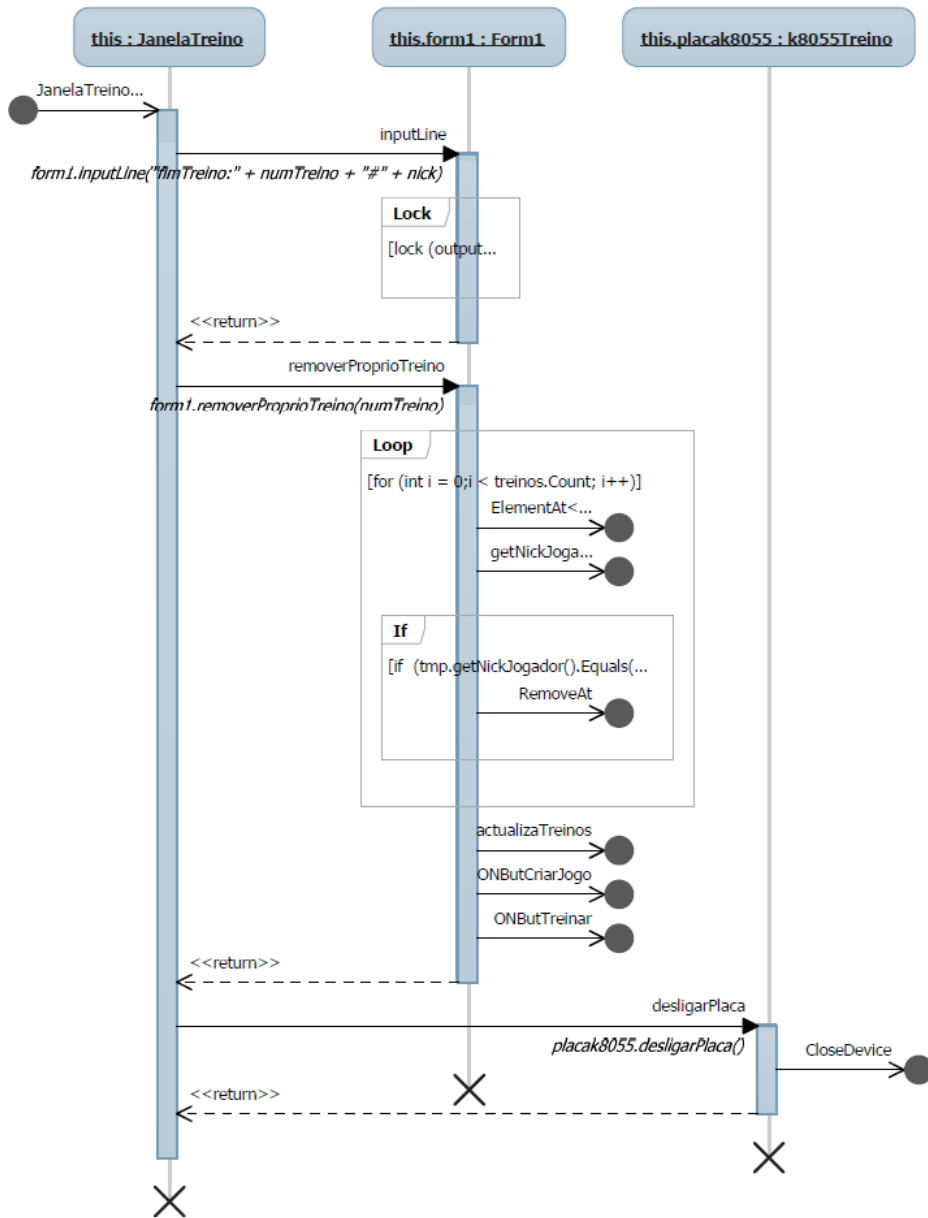 this : JanelaTreino
this.form1 : Form1
this.placak8055 : k8055Treino
JanelaTreino...
inputLine
form1.inputLine("fimTreino:" + numTreino + "#" + nick)
Lock
[lock (output...
<<return>>
removerProprioTreino
form1.removerProprioTreino(numTreino)
Loop
[for (int i = 0;i < treinos.Count; i++)]
ElementAt<...
getNickJoga...
If
[if  (tmp.getNickJogador().Equals(...
RemoveAt
actualizaTreinos
ONButCriarJogo
ONButTreinar
<<return>>
desligarPlaca
placak8055.desligarPlaca()
CloseDevice
<<return>>